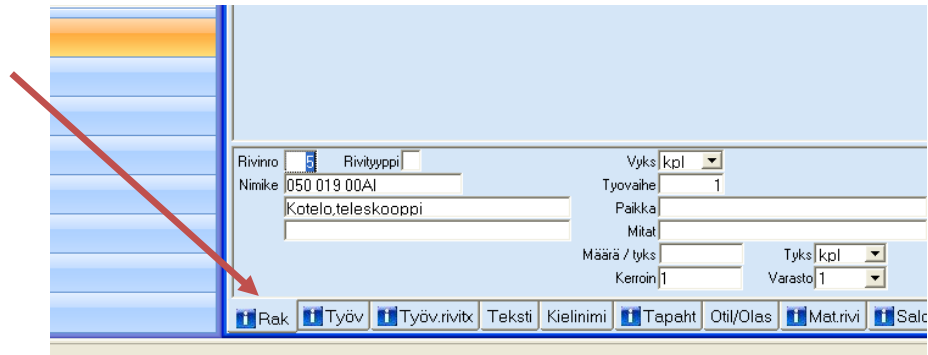 Rivinro 5 Rivityyppi Vyks kpl
Nimike 050 019 00AI Tyovaihe 1
Kotelo,teleskooppi Paikka
Mitat
Määrä / tyks Tyks kpl
Kerroin 1 Varasto 1
Rak Työv Työv.rivitx Teksti Kielinimi Tapaht Otil/Olas Mat.rivi Salc